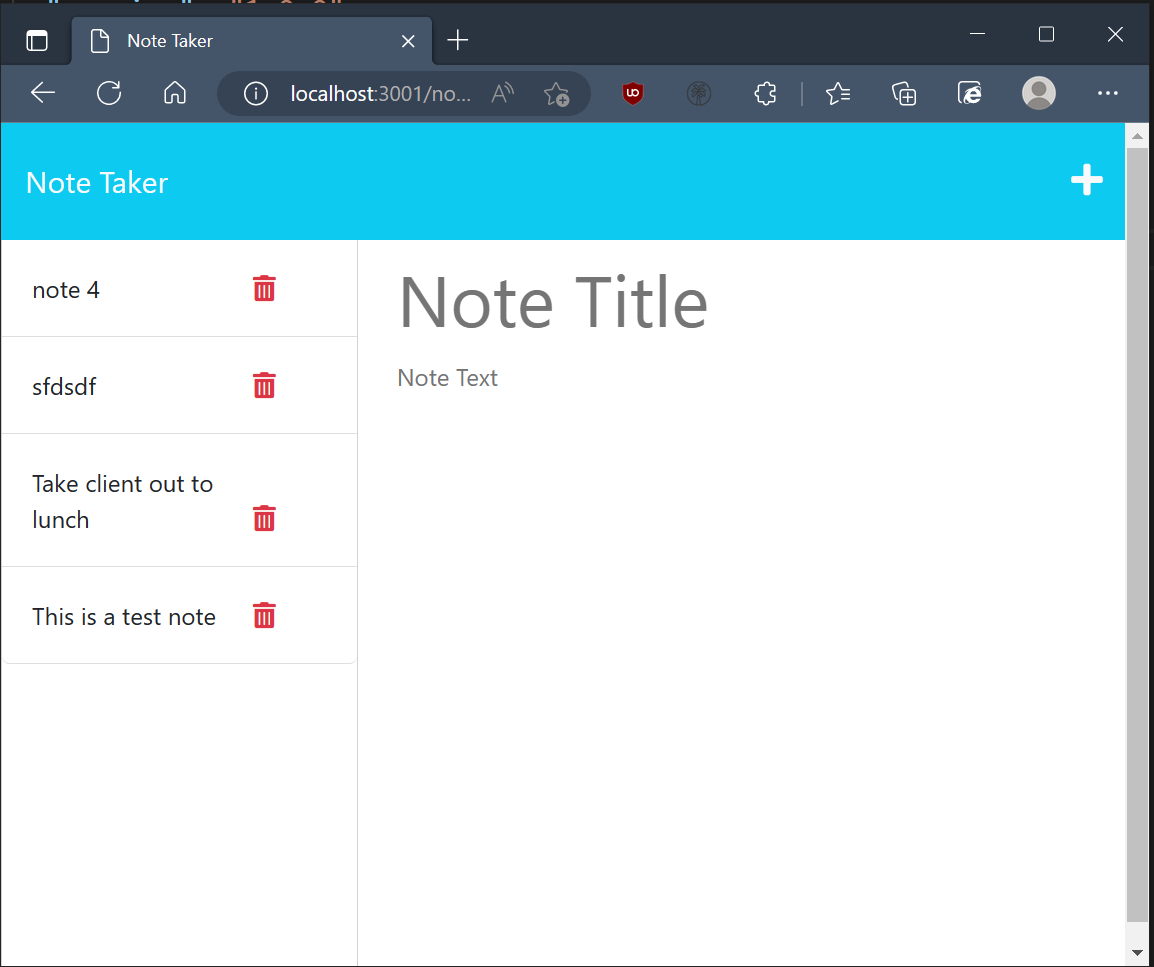 Note Taker
localhost:3001/no...
Note Taker
note 4
sfdsdf
Take client out to
lunch
This is a test note
Note Title
Note Text